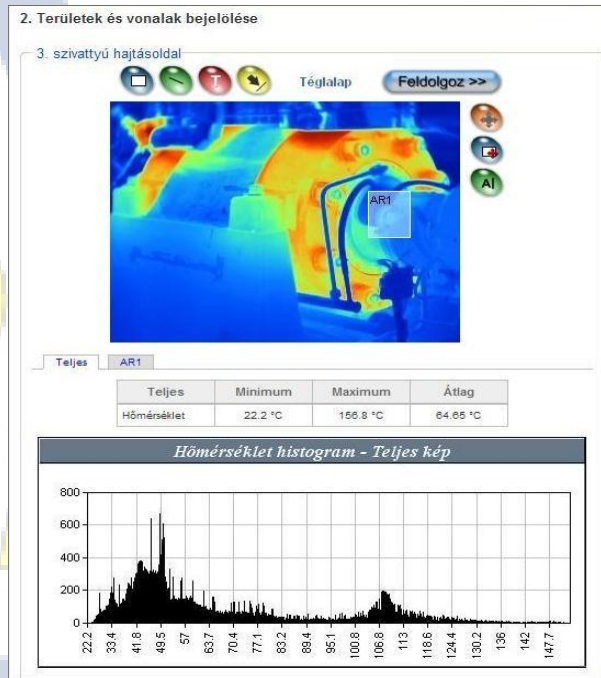 2. Területek és vonalak bejelölése
3. szivattyú hajtásoldal
T
Téglalap
Feldolgoz >>
A
AR1
Teljes AR1
Teljes Minimum Maximum Átlag
Hőmérséklet 22.2 °C 156.8 °C 64.65 °C
Hőmérséklet histogram - Teljes kép
800
600
400
200
0
22.2 33.4 41.8 49.5 57 63.7 70.4 77.1 83.2 89.4 95.1 100.8 106.8 113 118.6 124.4 130.2 136 142 147.7